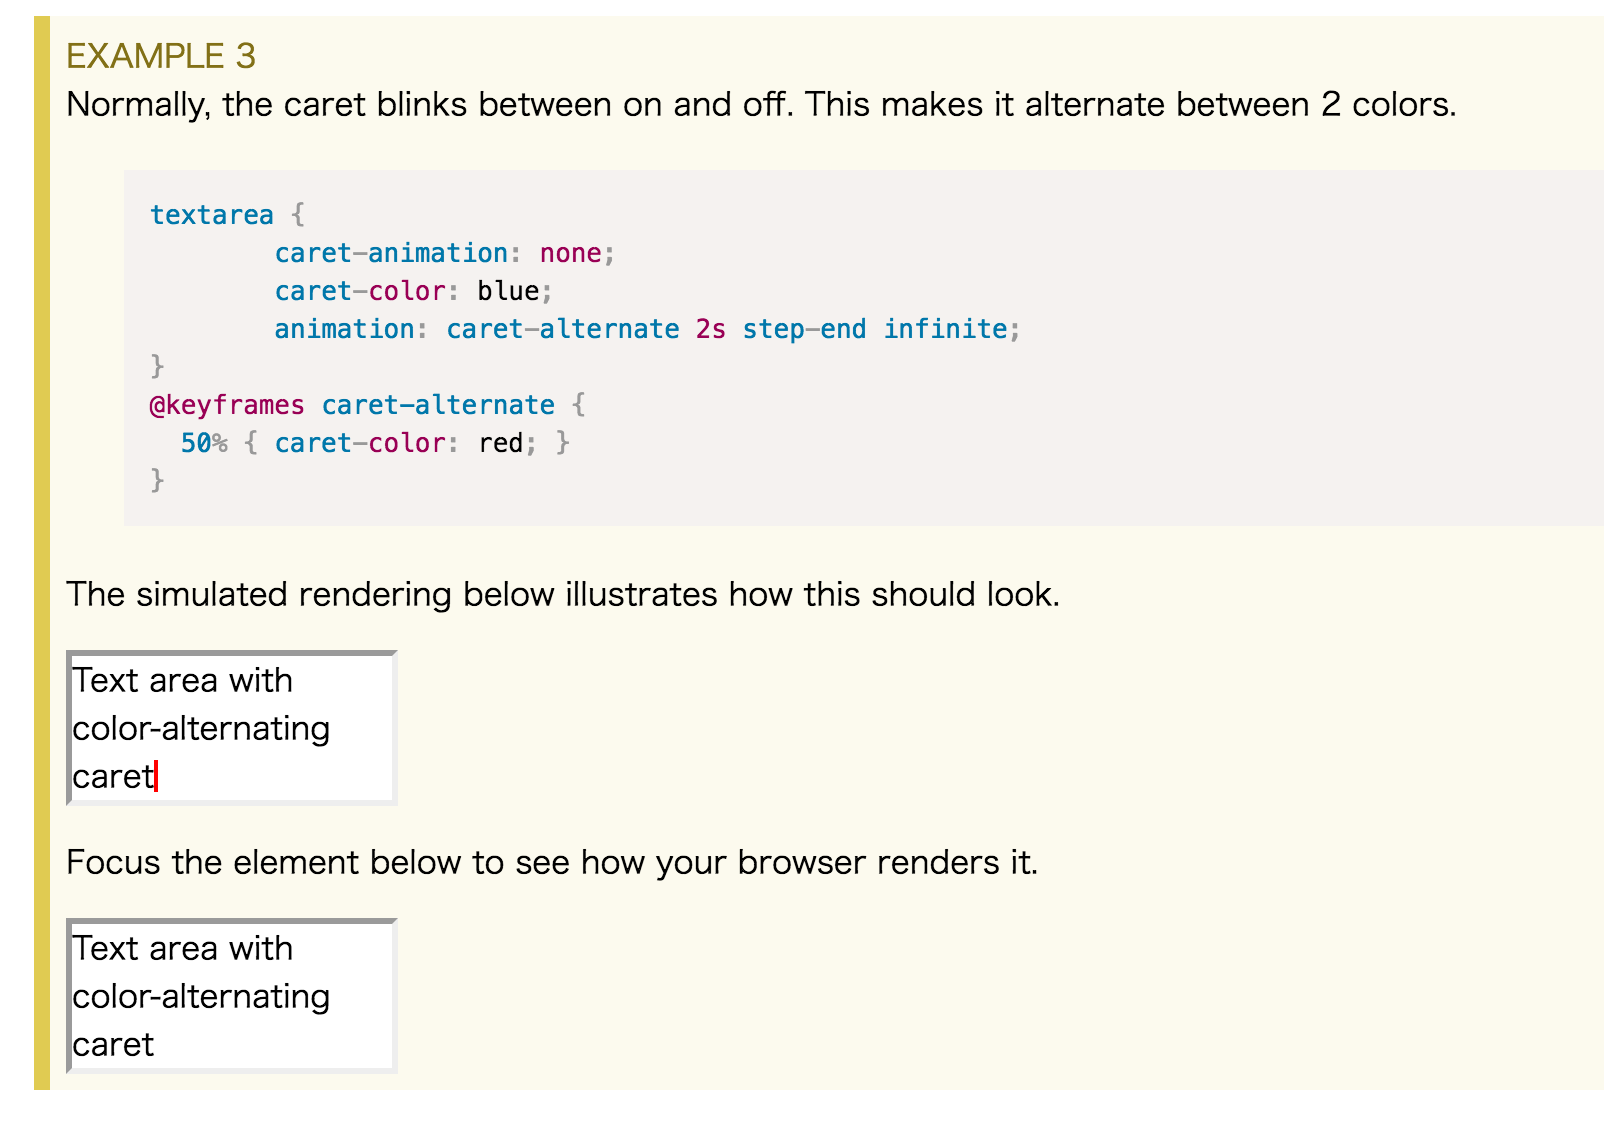 EXAMPLE 3
Normally, the caret blinks between on and off. This makes it alternate between 2 colors.
textarea {
        caret-animation: none;
        caret-color: blue;
        animation: caret-alternate 2s step-end infinite;
}
@keyframes caret-alternate {
  50% { caret-color: red; }
}
The simulated rendering below illustrates how this should look.
Text area with
color-alternating
caret
Focus the element below to see how your browser renders it.
Text area with
color-alternating
caret